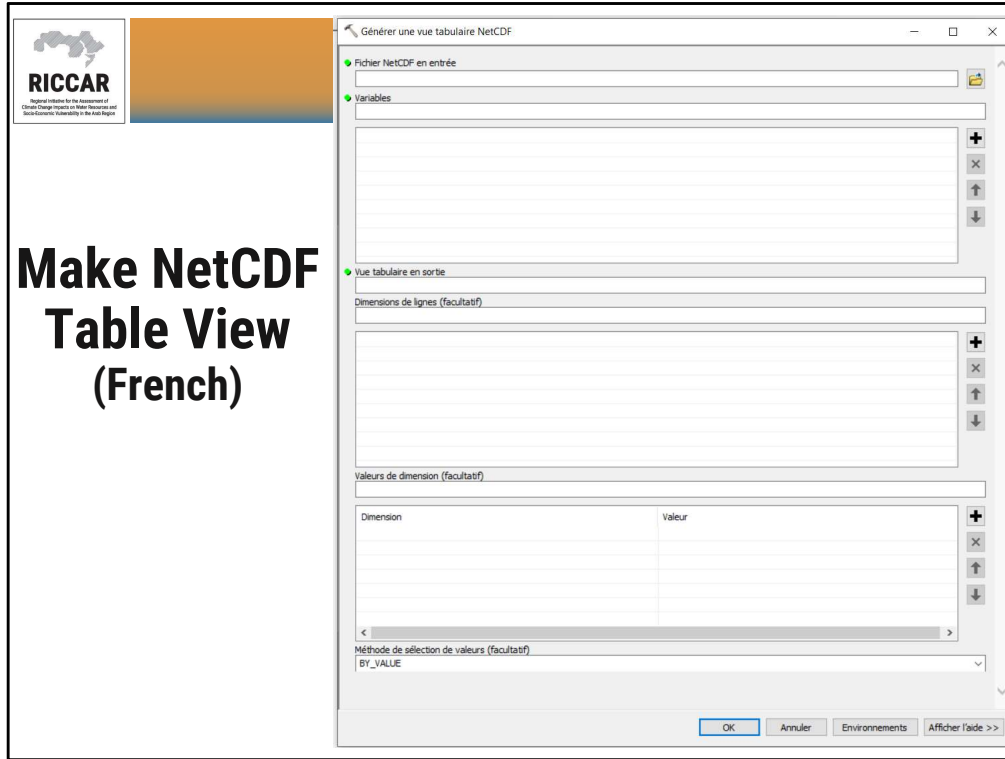 RICCAR
Regional Initiative for the Assessment of
Climate Change Impacts on Water Resources and
Socio-Economic Vulnerability in the Arab Region
Make NetCDF
Table View
(French)
Générer une vue tabulaire NetCDF
Fichier NetCDF en entrée
Variables
Vue tabulaire en sortie
Dimensions de lignes (facultatif)
Valeurs de dimension (facultatif)
Dimension Valeur
Méthode de sélection de valeurs (facultatif)
BY_VALUE
OK Annuler Environnements Afficher l'aide >>